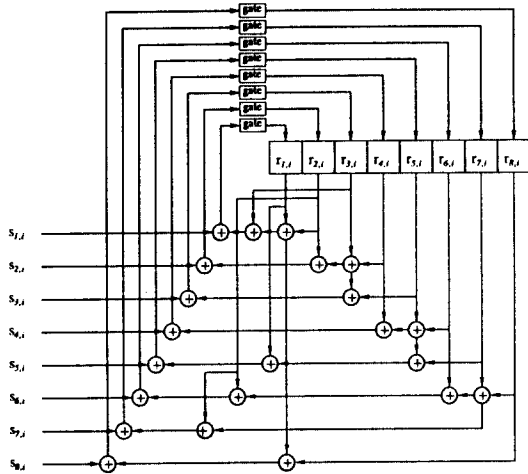 gate
gate
gate
gate
gate
gate
gate
gate
r1,i r2,i r3,i r4,i r5,i r6,i r7,i r8,i
s1,i
s2,i
s3,i
s4,i
s5,i
s6,i
s7,i
s8,i